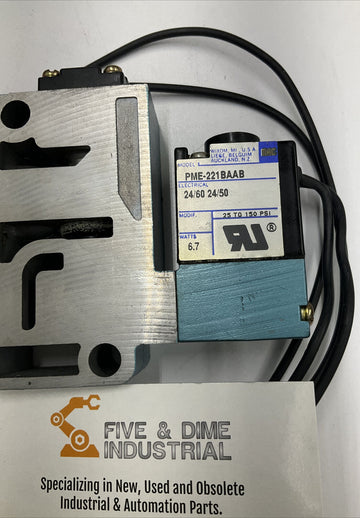 WIXOM, MI, U.S.A.
LIEGE, BELGUIM
AUCKLAND, N.Z.
MAC
MODEL
PME-221BAAB
ELECTRICAL
24/60 24/50
MODIF.
25 TO 150 PSI
WATTS
6.7
®
FIVE & DIME
INDUSTRIAL
Specializing in New, Used and Obsolete
Industrial & Automation Parts.